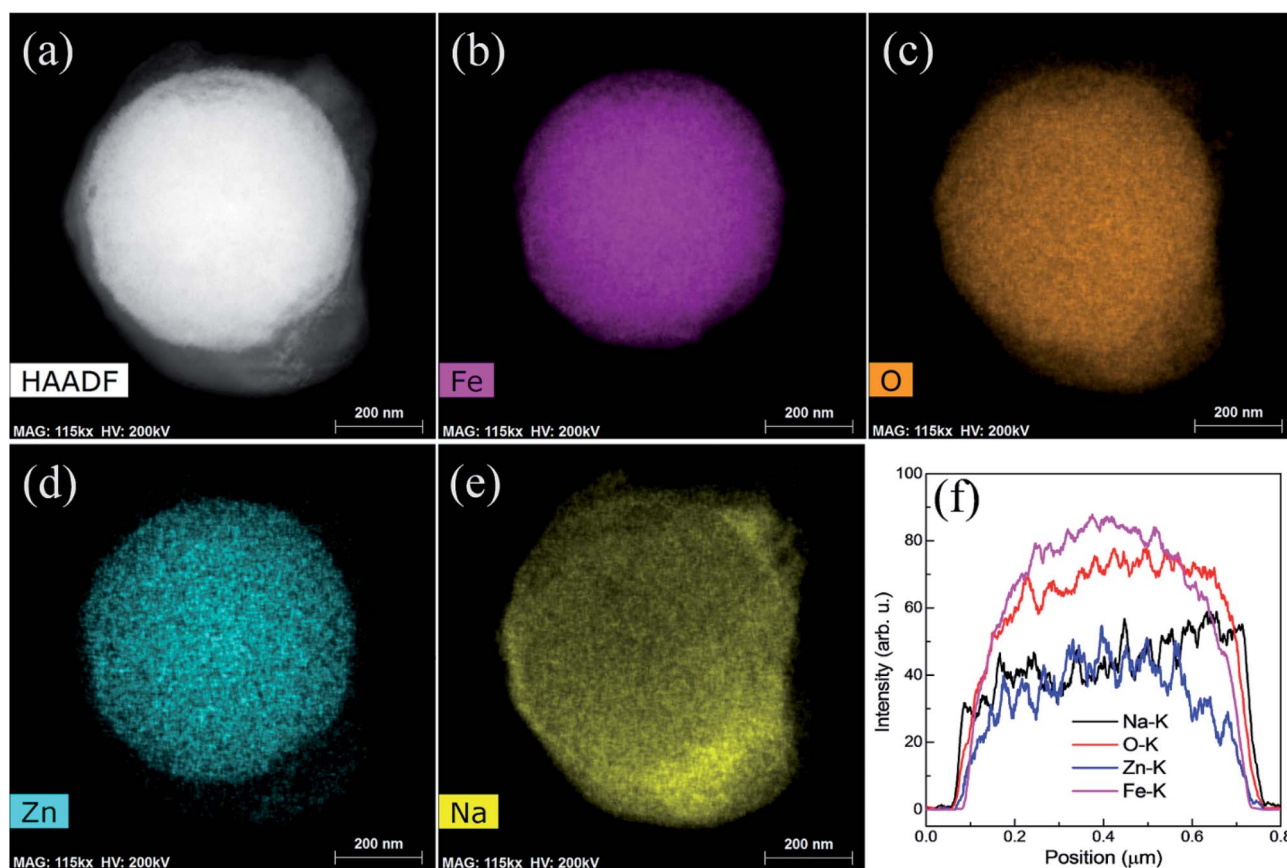 (a)
HAADF
MAG: 115kx HV: 200kV
200 nm
(b)
Fe
MAG: 115kx HV: 200kV
200 nm
(c)
O
MAG: 115kx HV: 200kV
200 nm
(d)
Zn
MAG: 115kx HV: 200kV
200 nm
(e)
Na
MAG: 115kx HV: 200kV
200 nm
(f)
100
80
60
40
20
0
Intensity (arb. u.)
Na-K
O-K
Zn-K
Fe-K
0.0 0.2 0.4 0.6 0.8
Position (μm)